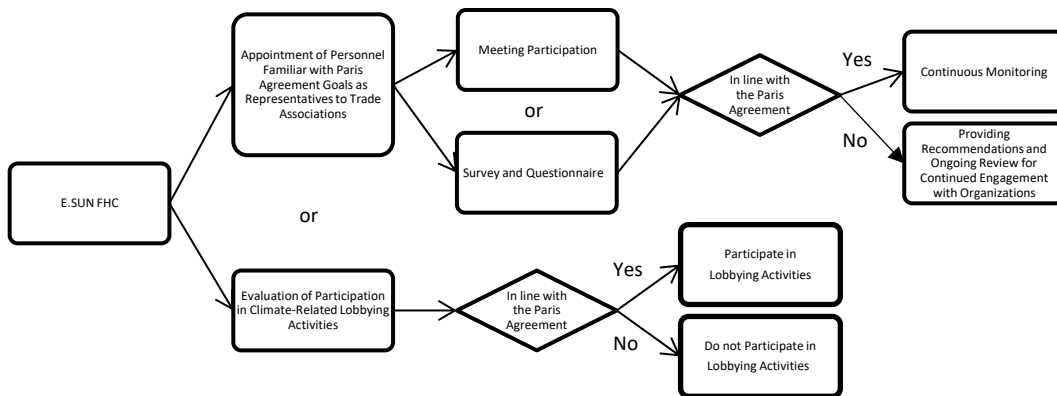 E.SUN FHC
or
Appointment of Personnel
Familiar with Paris
Agreement Goals as
Representatives to Trade
Associations
Meeting Participation
or
Survey and Questionnaire
In line with
the Paris
Agreement
Yes
Continuous Monitoring
No
Providing
Recommendations and
Ongoing Review for
Continued Engagement
with Organizations
Evaluation of Participation
in Climate-Related Lobbying
Activities
In line with
the Paris
Agreement
Yes
Participate in
Lobbying Activities
No
Do not Participate in
Lobbying Activities